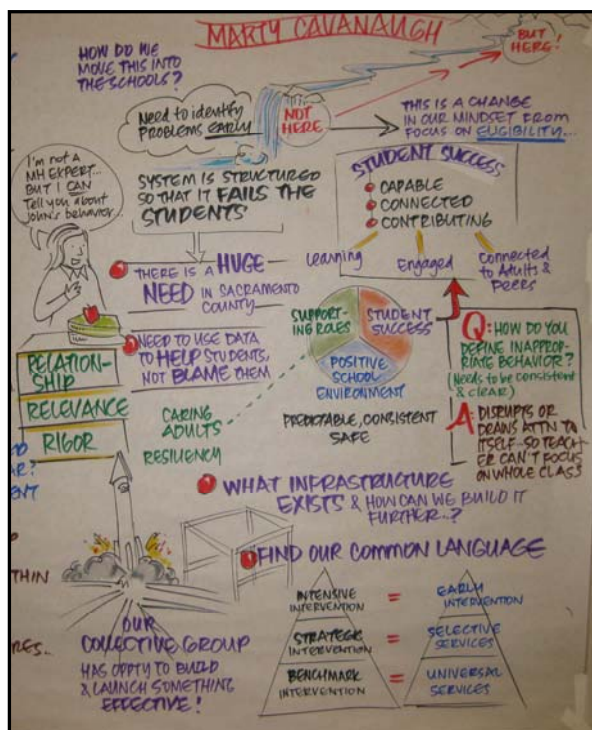 MARTY CAVANAUGH
BUT
HERE!
HOW DO WE
MOVE THIS INTO
THE SCHOOLS?
Need to identify
PROBLEMS EARLY
NOT
HERE
THIS IS A CHANGE
IN OUR MINDSET FROM
FOCUS ON ELIGIBILITY...
I'm not a
MH EXPERT...
BUT I CAN
Tell you about
John's behavior...
SYSTEM IS STRUCTURED
SO THAT IT FAILS THE
STUDENTS
STUDENT SUCCESS
CAPABLE
CONNECTED
CONTRIBUTING
Learning
Engaged
Connected
to Adults &
Peers
THERE IS A HUGE
NEED IN SACRAMENTO
COUNTY
NEED TO USE DATA
TO HELP STUDENTS,
NOT BLAME THEM
SUPPORT-
ING ROLES
STUDENT
SUCCESS
POSITIVE
SCHOOL
ENVIRONMENT
PREDICTABLE, CONSISTENT
SAFE
CARING
ADULTS
RESILIENCY
Q: HOW DO YOU
DEFINE INAPPROP-
RIATE BEHAVIOR?
(Needs to be consistent
& clear)
A: DISRUPTS OR
DRAINS ATTN TO
ITSELF-SO TEACH-
ER CAN'T FOCUS
ON WHOLE CLASS
RELATION-
SHIP
RELEVANCE
RIGOR
WHAT INFRASTRUCTURE
EXISTS & HOW CAN WE BUILD IT
FURTHER..?
FIND OUR COMMON LANGUAGE
INTENSIVE
INTERVENTION
=
EARLY
INTERVENTION
STRATEGIC
INTERVENTION
=
SELECTIVE
SERVICES
BENCHMARK
INTERVENTION
=
UNIVERSAL
SERVICES
OUR
COLLECTIVE GROUP
HAS OPPTY TO BUILD
& LAUNCH SOMETHING
EFFECTIVE!